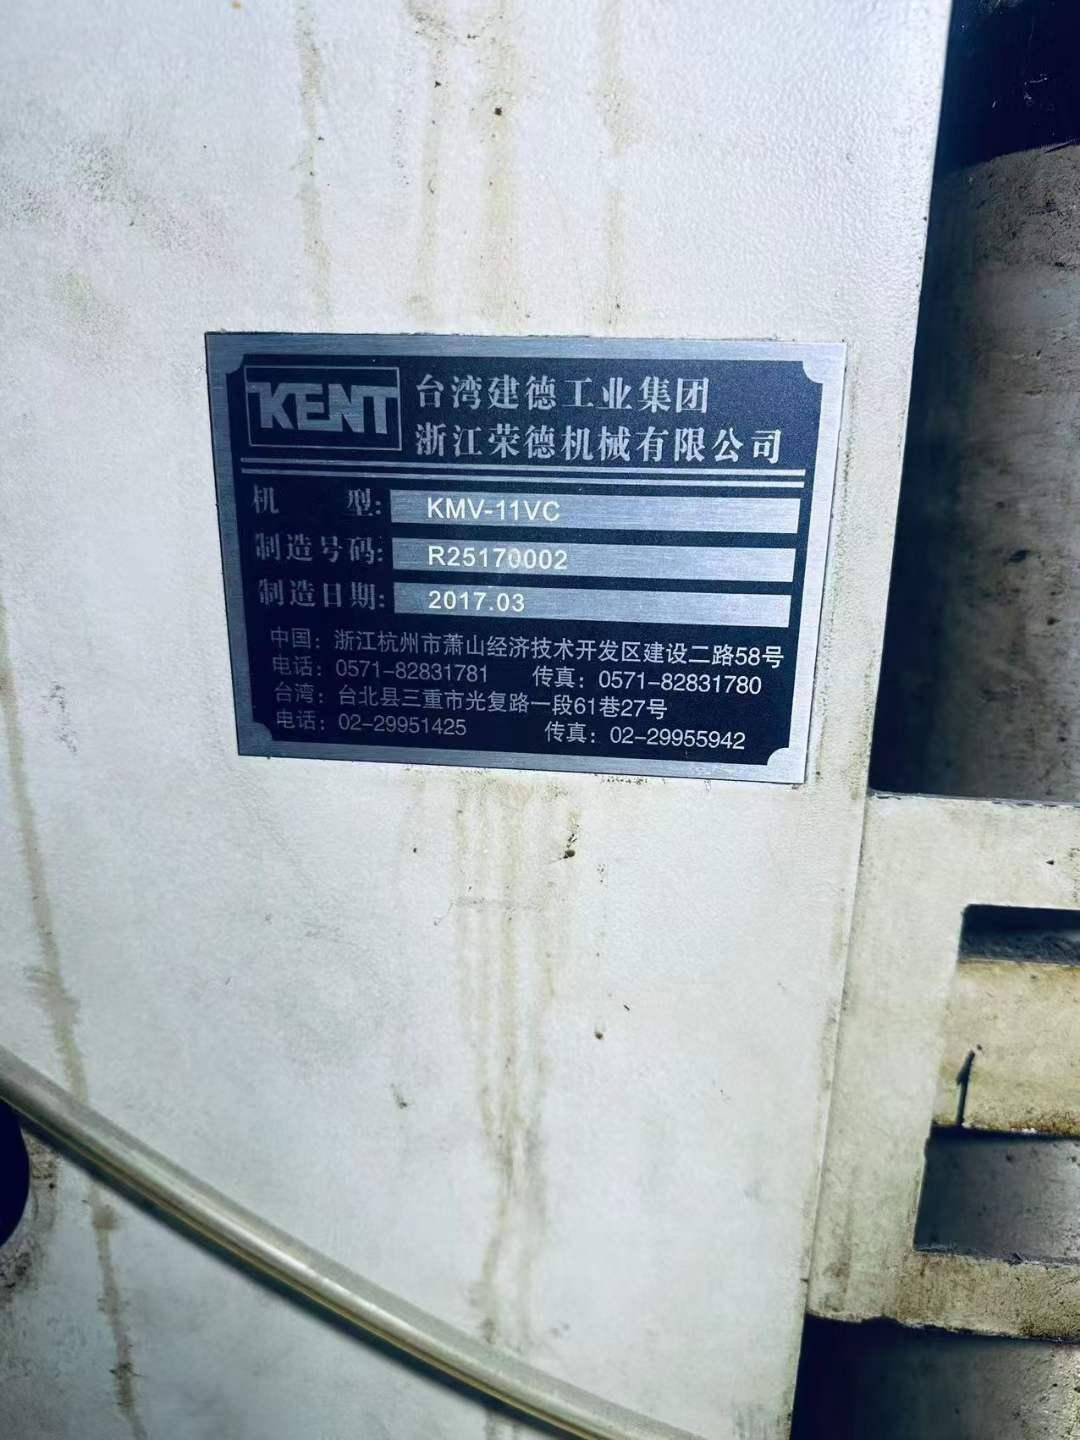 KENT
台湾建德工业集团
浙江荣德机械有限公司
机 型: KMV-11VC
制造号码: R25170002
制造日期: 2017.03
中国：浙江杭州市萧山经济技术开发区建设二路58号
电话：0571-82831781 传真：0571-82831780
台湾：台北县三重市光复路一段61巷27号
电话：02-29951425 传真：02-29955942
1